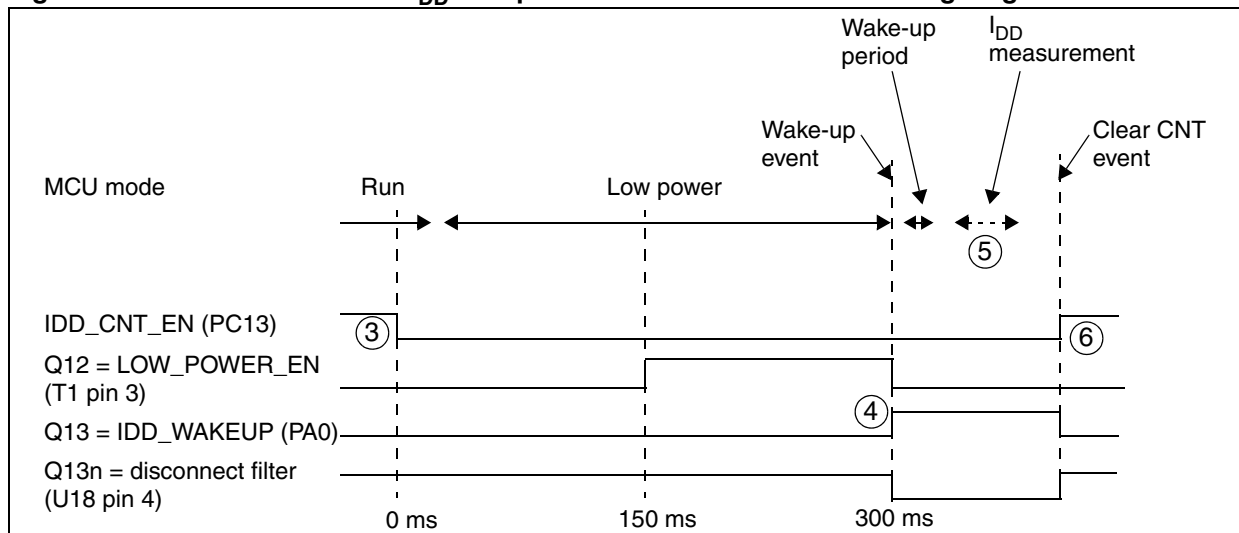 Wake-up period
I_DD measurement
Wake-up event
Clear CNT event
MCU mode
Run
Low power
5
IDD_CNT_EN (PC13)
3
6
Q12 = LOW_POWER_EN
(T1 pin 3)
4
Q13 = IDD_WAKEUP (PA0)
Q13n = disconnect filter
(U18 pin 4)
0 ms
150 ms
300 ms